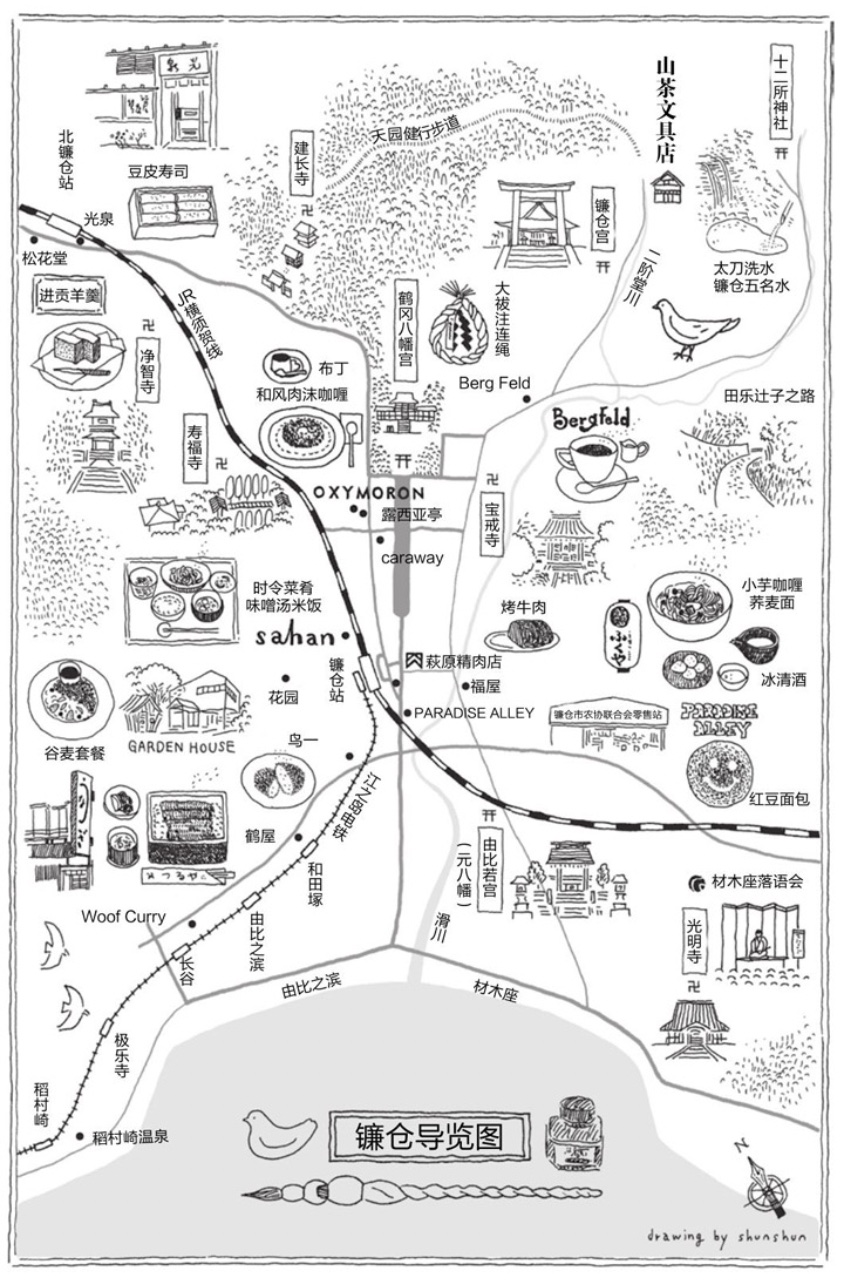 山茶文具店
十二所神社
天园健行步道
建长寺
北镰仓站
光泉
豆皮寿司
光泉
松花堂
进贡羊羹
JR横须贺线
净智寺
镰仓宫
二阶堂川
太刀洗水
镰仓五名水
鹤冈八幡宫
大祓注连绳
布丁
和风肉沫咖喱
Berg Feld
田乐辻子之路
Bergfeld
寿福寺
OXYMORON
露西亚亭
caraway
宝戒寺
时令菜肴
味噌汤米饭
sahan
烤牛肉
小芋咖喱
荞麦面
ふくや
冰清酒
镰仓站
萩原精肉店
福屋
花园
PARADISE ALLEY
镰仓市农协联合会零售站
PARADISE
ALLEY
谷麦套餐
GARDEN HOUSE
鸟一
红豆面包
江之岛电铁
鹤屋
つるや
和田塚
由比若宫
(元八幡)
材木座落语会
Woof Curry
由比之滨
滑川
光明寺
长谷
由比之滨
材木座
极乐寺
稻村崎
稻村崎温泉
镰仓导览图
N
drawing by shunshun